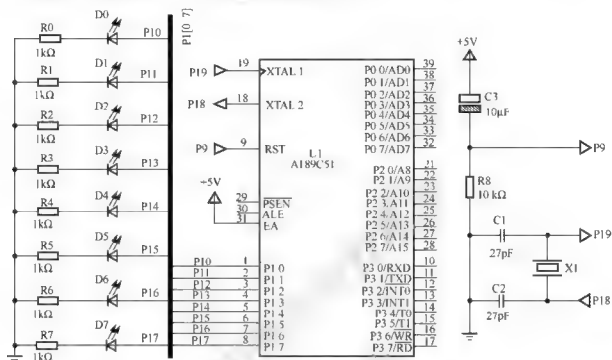 R0 D0 P10
1kΩ
R1 D1 P11
1kΩ
R2 D2 P12
1kΩ
R3 D3 P13
1kΩ
R4 D4 P14
1kΩ
R5 D5 P15
1kΩ
R6 D6 P16
1kΩ
R7 D7 P17
1kΩ
P1[0 7]
P19 19 XTAL 1
P18 18 XTAL 2
P9 9 RST
+5V
29 PSEN
30 ALE
31 EA
P10 1 P1 0
P11 2 P1 1
P12 3 P1 2
P13 4 P1 3
P14 5 P1 4
P15 6 P1 5
P16 7 P1 6
P17 8 P1 7
L1
A189C51
P0 0/AD0 39
P0 1/AD1 38
P0 2/AD2 37
P0 3/AD3 36
P0 4/AD4 35
P0 5/AD5 34
P0 6/AD6 33
P0 7/AD7 32
P2 0/A8 21
P2 1/A9 22
P2 2/A10 23
P2 3/A11 24
P2 4/A12 25
P2 5/A13 26
P2 6/A14 27
P2 7/A15 28
P3 0/RXD 10
P3 1/TXD 11
P3 2/INT0 12
P3 3/INT1 13
P3 4/T0 14
P3 5/T1 15
P3 6/WR 16
P3 7/RD 17
+5V
C3
10μF
P9
R8
10 kΩ
C1
27pF
P19
X1
C2
27pF
P18